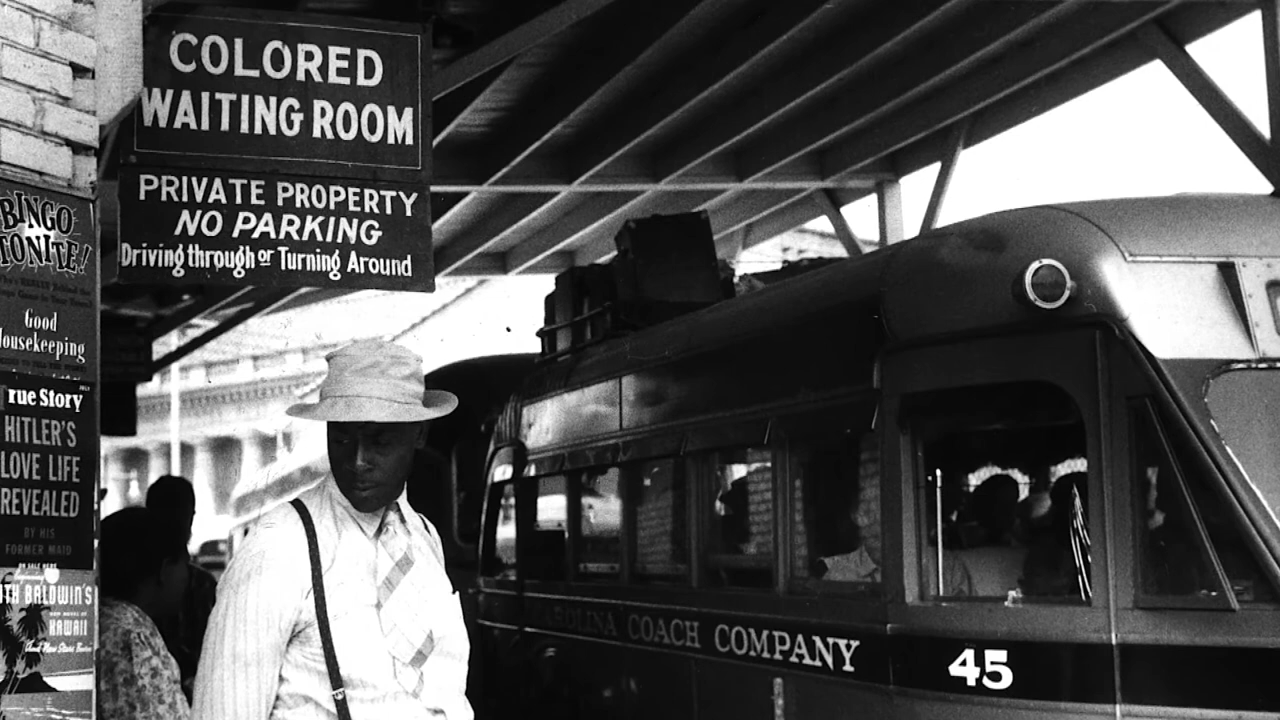 COLORED
WAITING ROOM
PRIVATE PROPERTY
NO PARKING
Driving through or Turning Around
BINGO
TONITE!
Good
Housekeeping
True Story
HITLER'S
LOVE LIFE
REVEALED
BY HIS
FORMER MAID
BALDWIN'S
HAWAII
CAROLINA COACH COMPANY
45